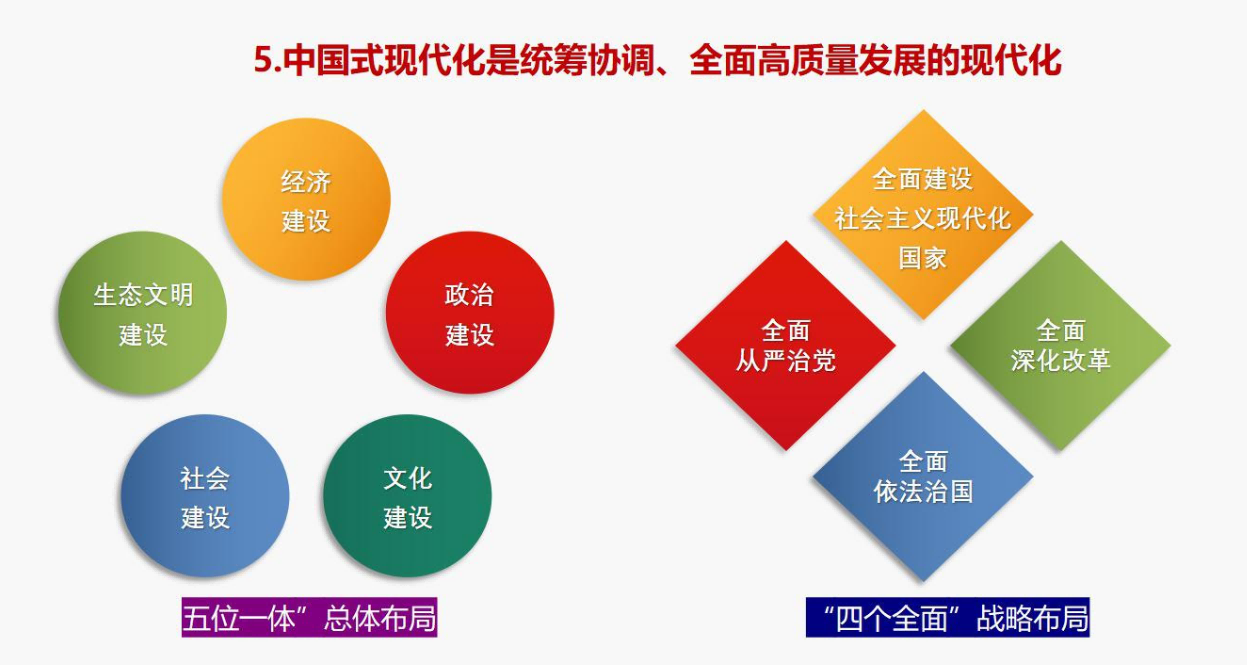 5.中国式现代化是统筹协调、全面高质量发展的现代化
经济
建设
生态文明
建设
政治
建设
社会
建设
文化
建设
五位一体”总体布局
全面建设
社会主义现代化
国家
全面
从严治党
全面
深化改革
全面
依法治国
“四个全面”战略布局